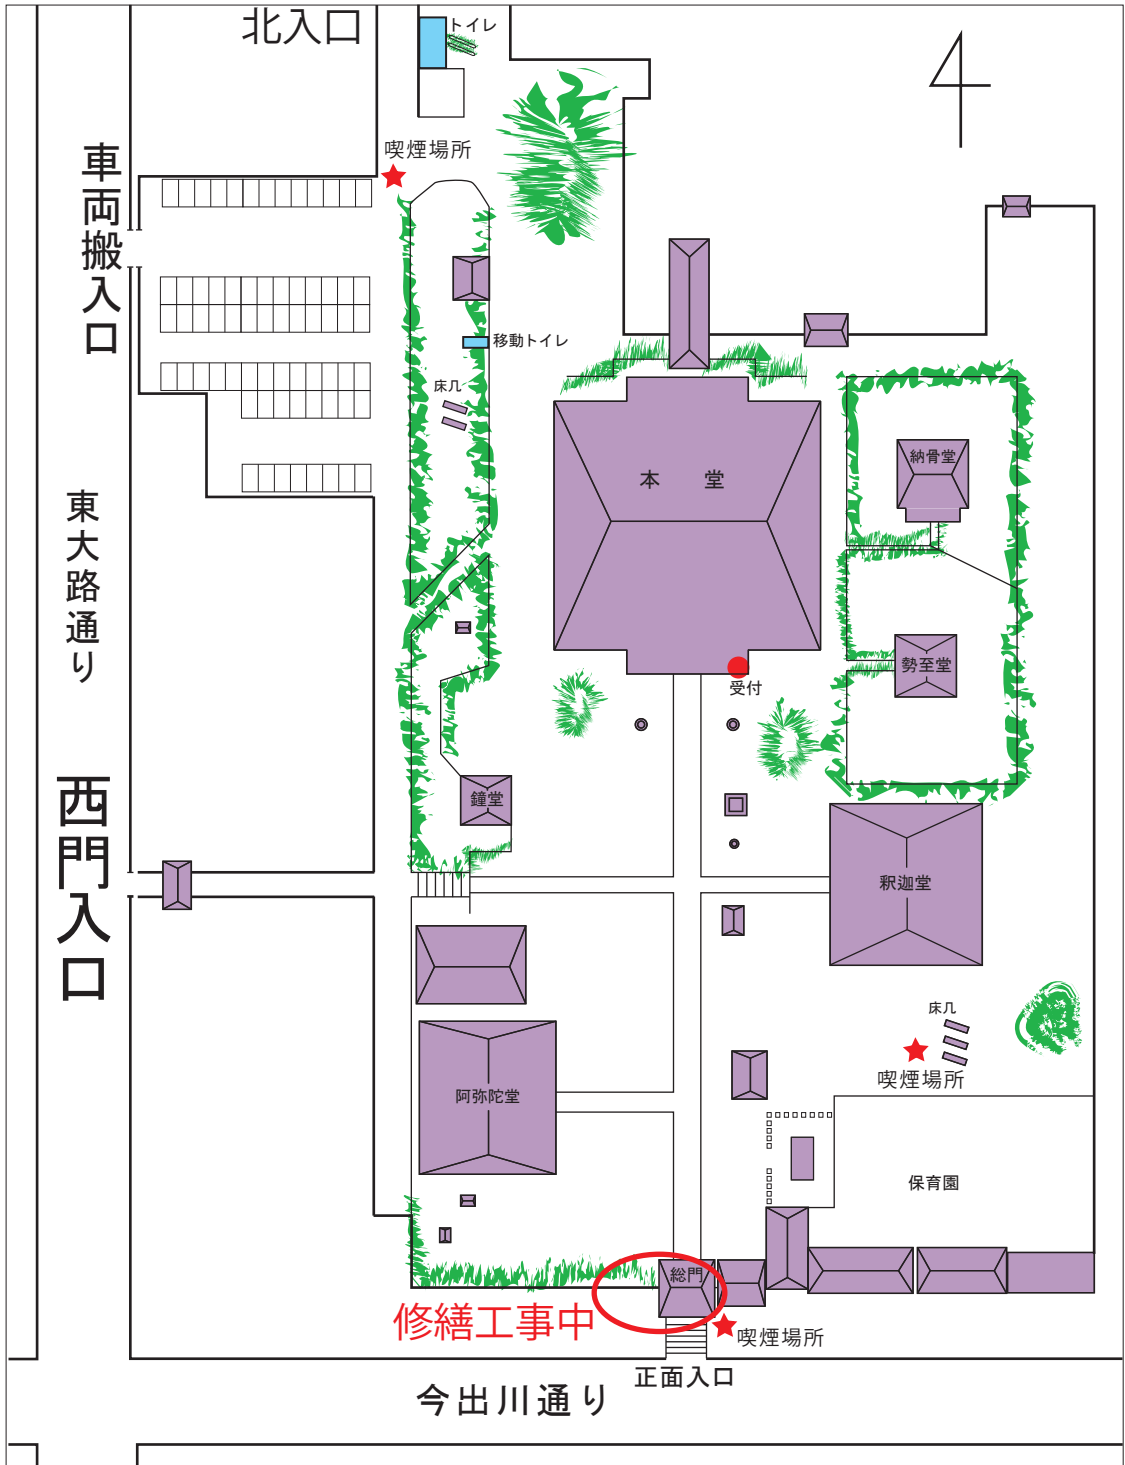 北入口
トイレ
喫煙場所
車両搬入口
移動トイレ
床几
本堂
納骨堂
東大路通り
勢至堂
受付
西門入口
鐘堂
釈迦堂
床几
喫煙場所
阿弥陀堂
保育園
総門
修繕工事中
喫煙場所
正面入口
今出川通り